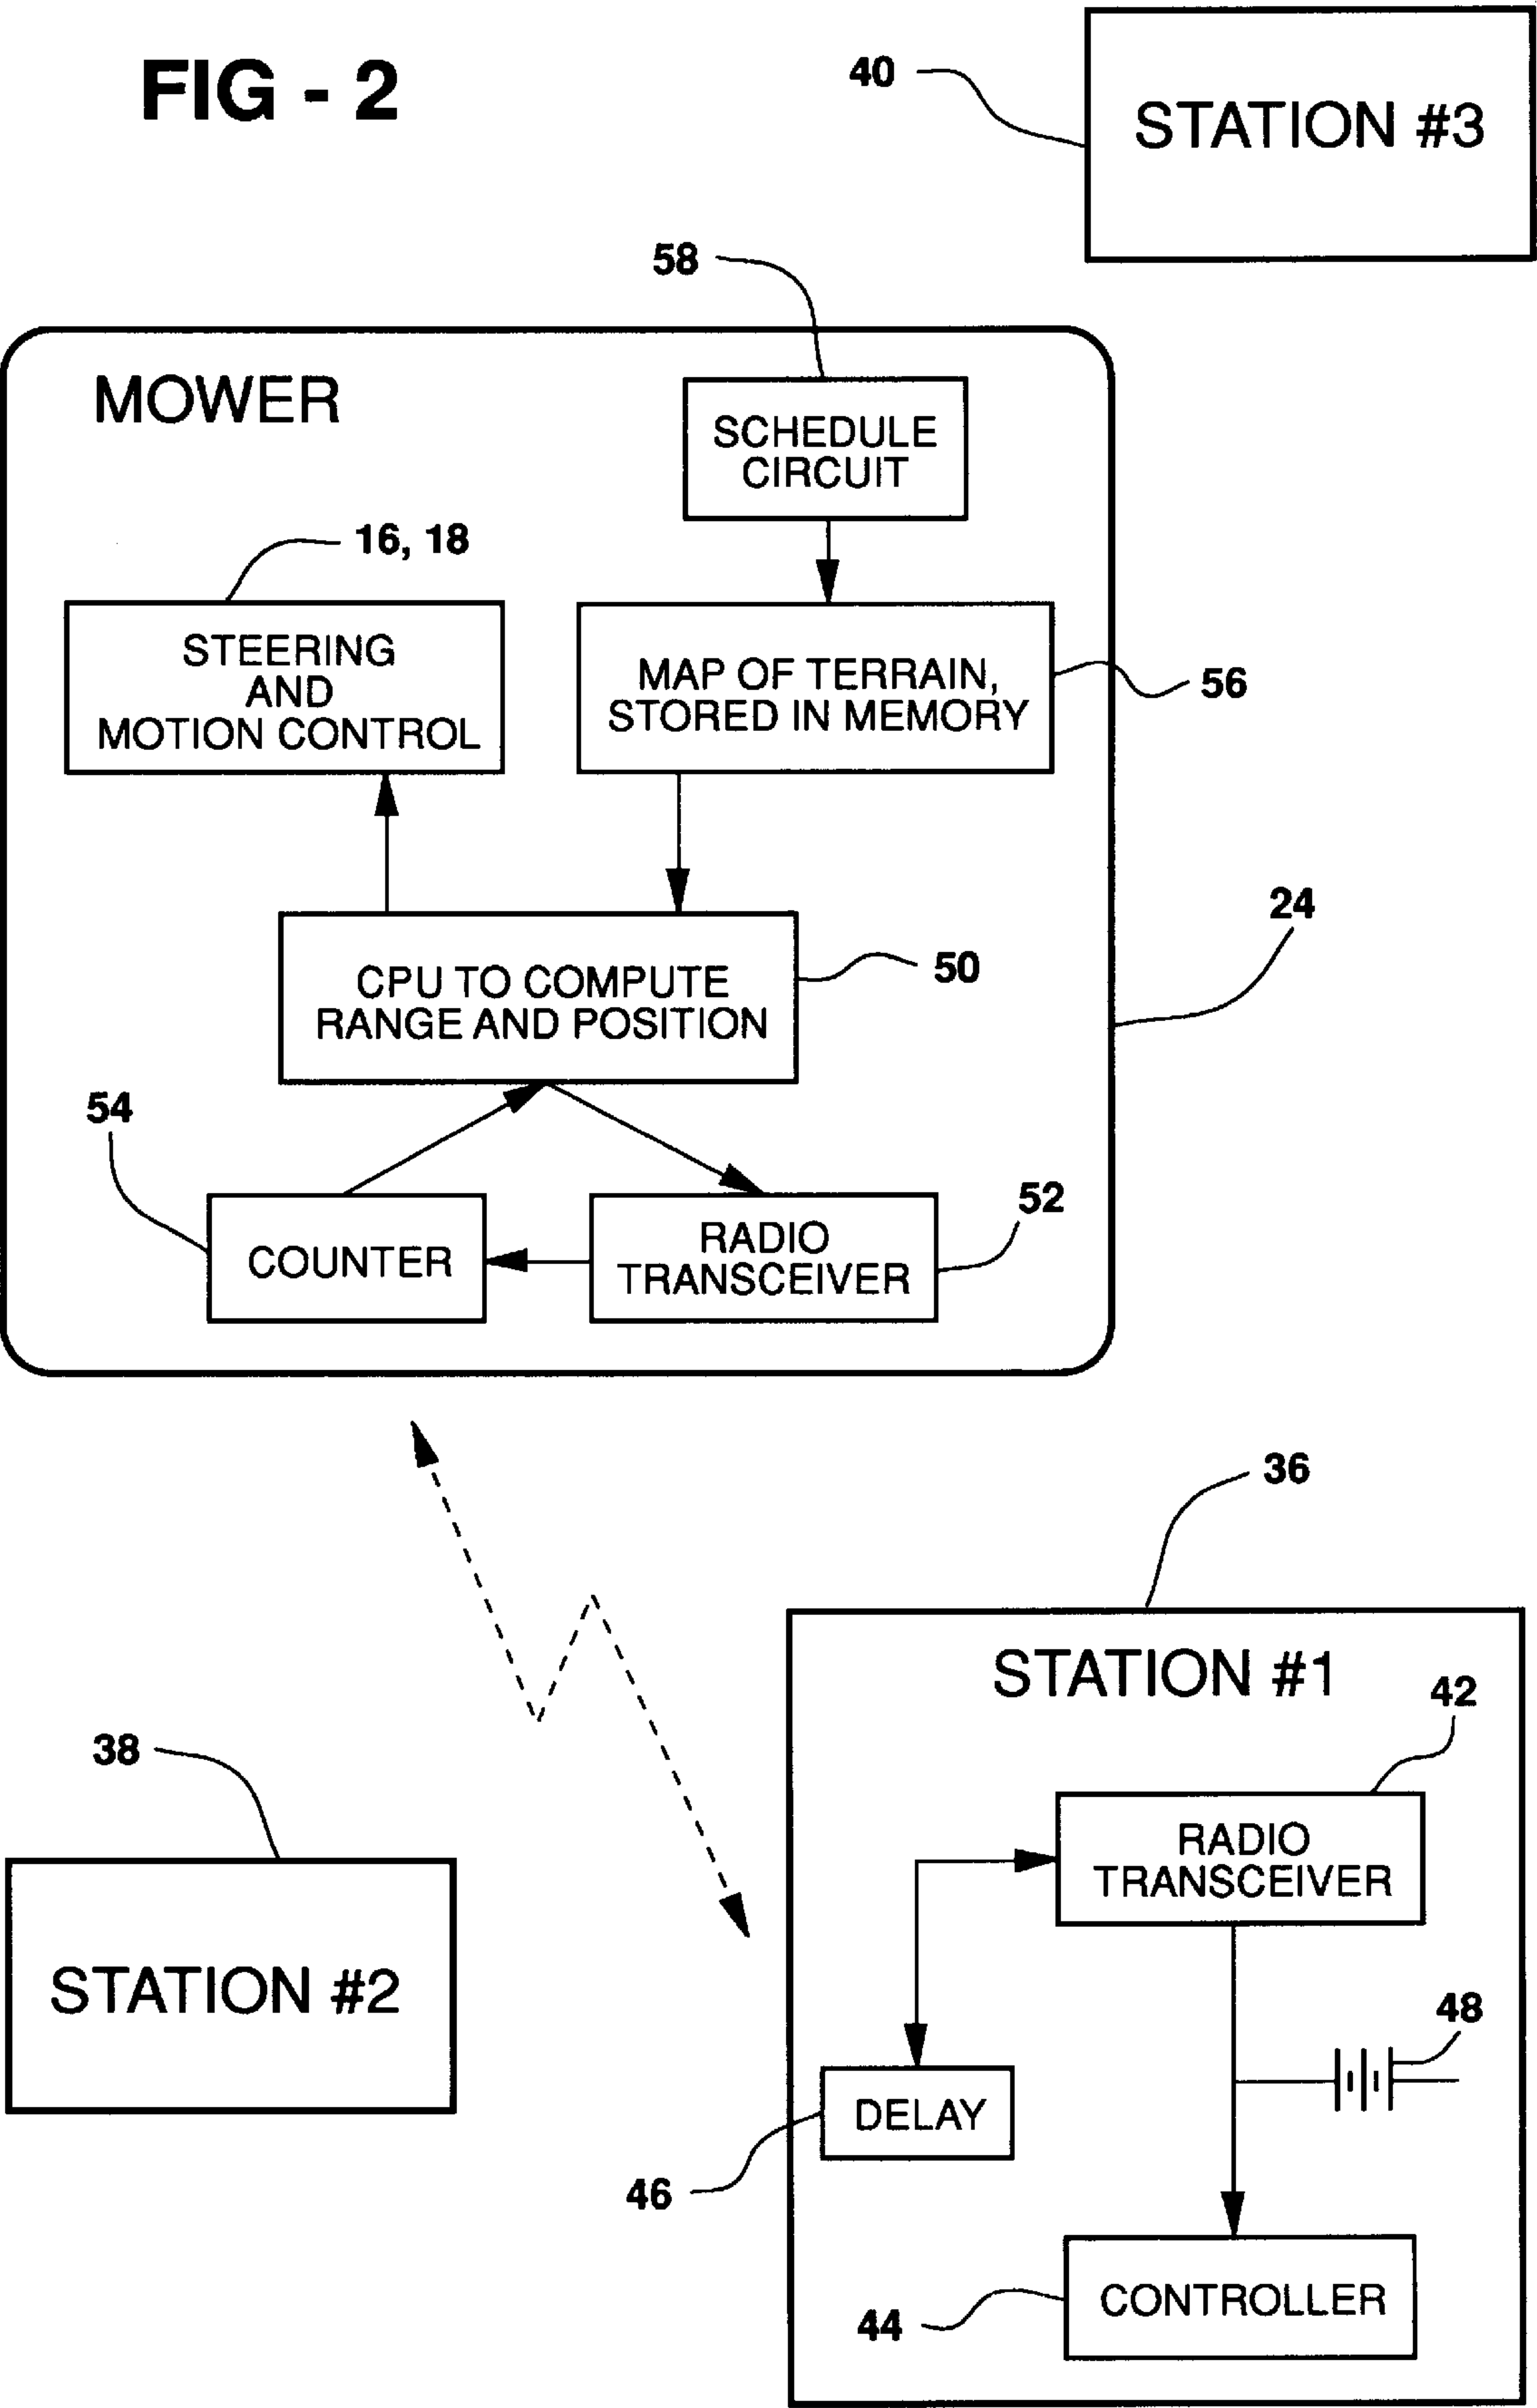 FIG - 2
40
STATION #3
58
MOWER
SCHEDULE
CIRCUIT
16, 18
STEERING
AND
MOTION CONTROL
MAP OF TERRAIN,
STORED IN MEMORY
56
24
CPU TO COMPUTE
RANGE AND POSITION
50
54
COUNTER
RADIO
TRANSCEIVER
52
36
STATION #1
42
38
RADIO
TRANSCEIVER
STATION #2
48
DELAY
46
CONTROLLER
44